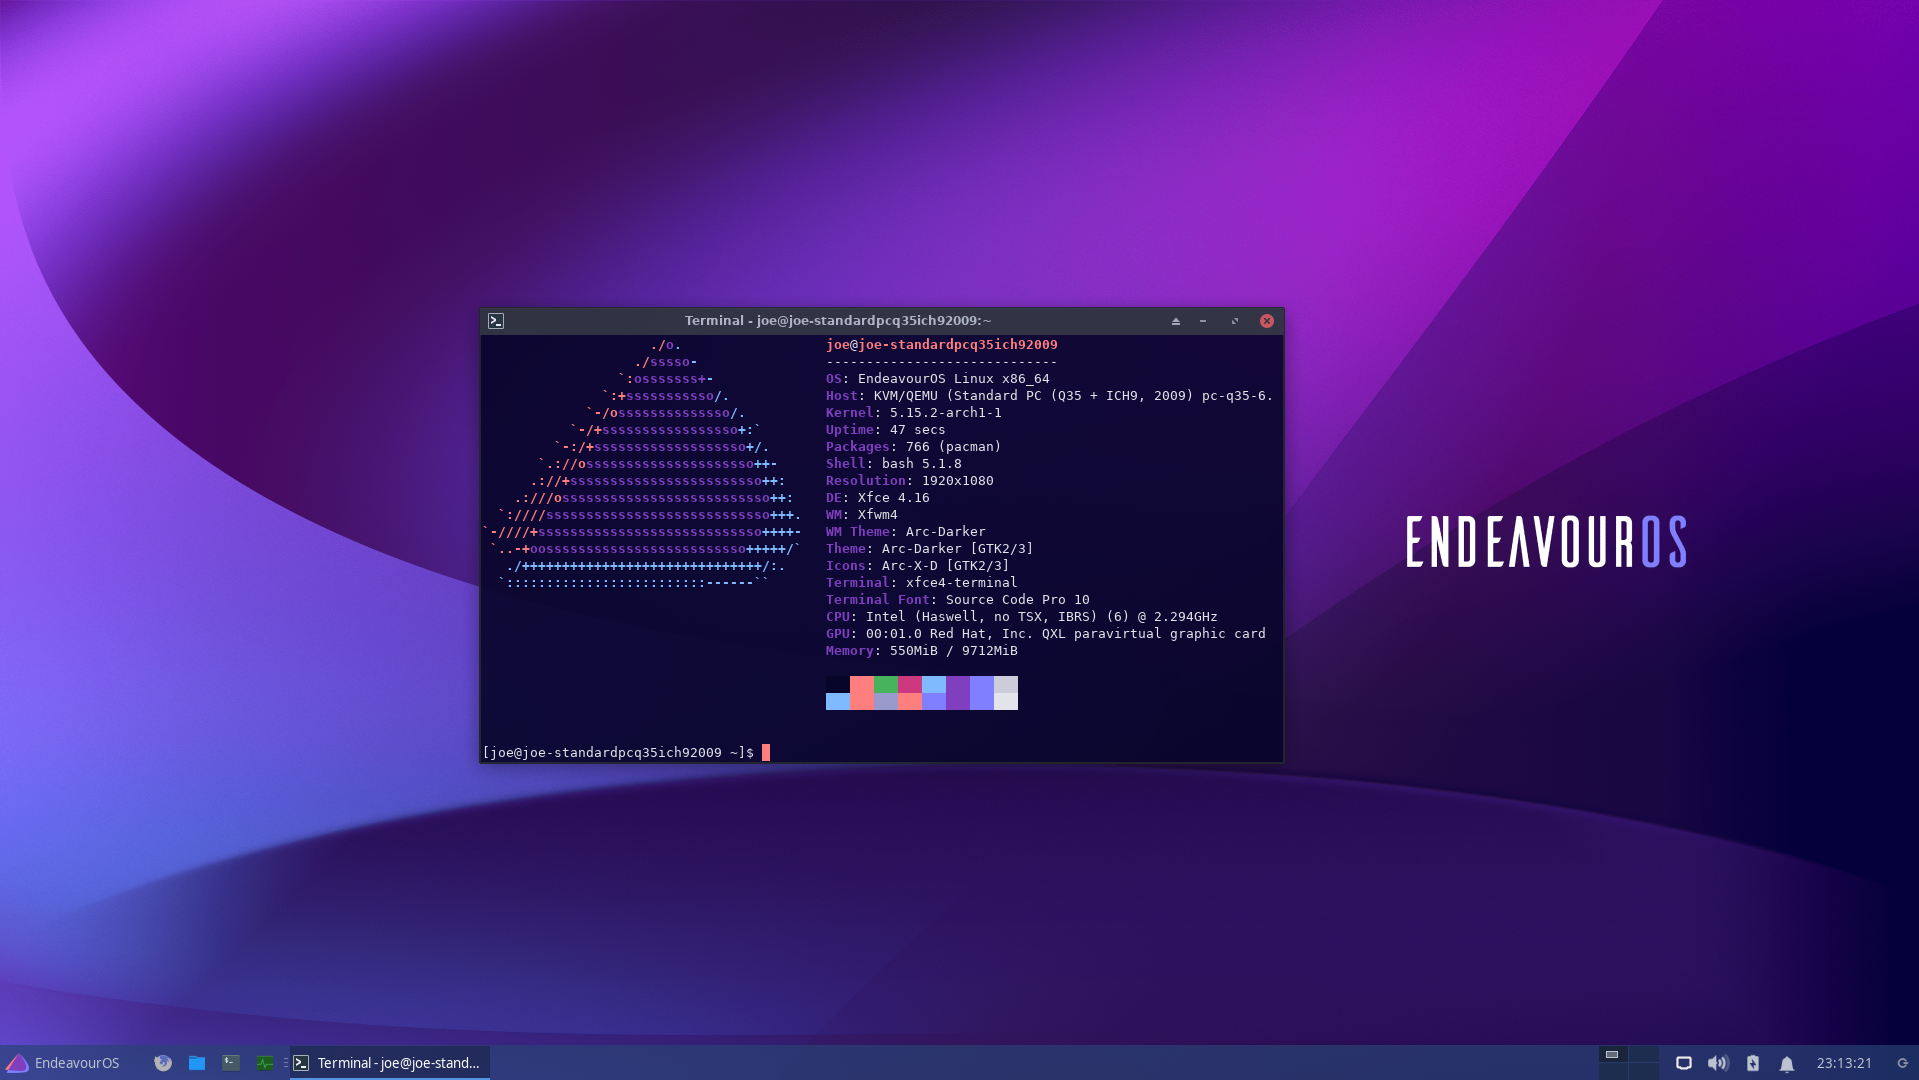 Terminal - joe@joe-standardpcq35ich92009:~
./o.
./sssso-
`:osssssss+-
`:+sssssssssso/.
`-/ossssssssssssso/.
`-/+sssssssssssssssso+:`
`-:/+sssssssssssssssssso+/.
`.://osssssssssssssssssssso++-
.://+ssssssssssssssssssssssso++:
.:///ossssssssssssssssssssssssso++:
`:////ssssssssssssssssssssssssssso+++.
`-////+ssssssssssssssssssssssssssso++++-
`..-+oosssssssssssssssssssssssso+++++/`
./++++++++++++++++++++++++++++++/:.
`:::::::::::::::::::::::::------``
joe@joe-standardpcq35ich92009
-----------------------------
OS: EndeavourOS Linux x86_64
Host: KVM/QEMU (Standard PC (Q35 + ICH9, 2009) pc-q35-6.
Kernel: 5.15.2-arch1-1
Uptime: 47 secs
Packages: 766 (pacman)
Shell: bash 5.1.8
Resolution: 1920x1080
DE: Xfce 4.16
WM: Xfwm4
WM Theme: Arc-Darker
Theme: Arc-Darker [GTK2/3]
Icons: Arc-X-D [GTK2/3]
Terminal: xfce4-terminal
Terminal Font: Source Code Pro 10
CPU: Intel (Haswell, no TSX, IBRS) (6) @ 2.294GHz
GPU: 00:01.0 Red Hat, Inc. QXL paravirtual graphic card
Memory: 550MiB / 9712MiB
[joe@joe-standardpcq35ich92009 ~]$
ENDEAVOUROS
EndeavourOS
Terminal - joe@joe-stand...
23:13:21